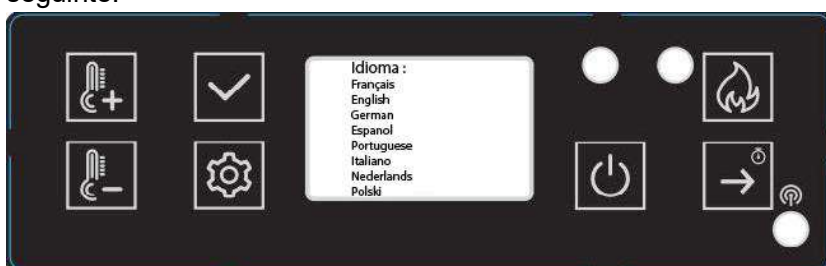 Idioma :
Français
English
German
Espanol
Portuguese
Italiano
Nederlands
Polski